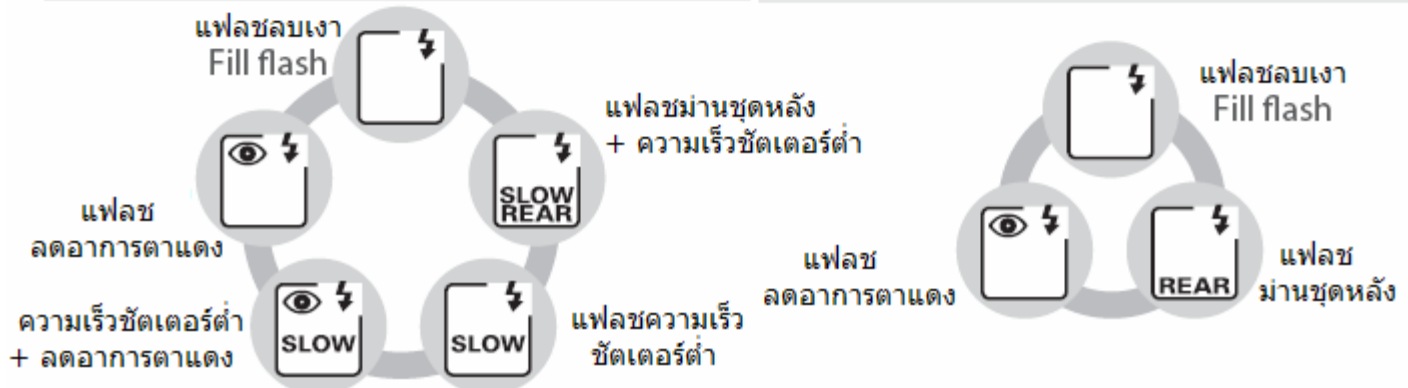 แฟลชลบเงา
Fill flash
แฟลชม่านชุดหลัง
+ ความเร็วชัตเตอร์ต่ำ
SLOW
REAR
แฟลช
ลดอาการตาแดง
ความเร็วชัตเตอร์ต่ำ
+ ลดอาการตาแดง
SLOW
SLOW
แฟลชความเร็ว
ชัตเตอร์ต่ำ
แฟลชลบเงา
Fill flash
แฟลช
ลดอาการตาแดง
REAR
แฟลช
ม่านชุดหลัง